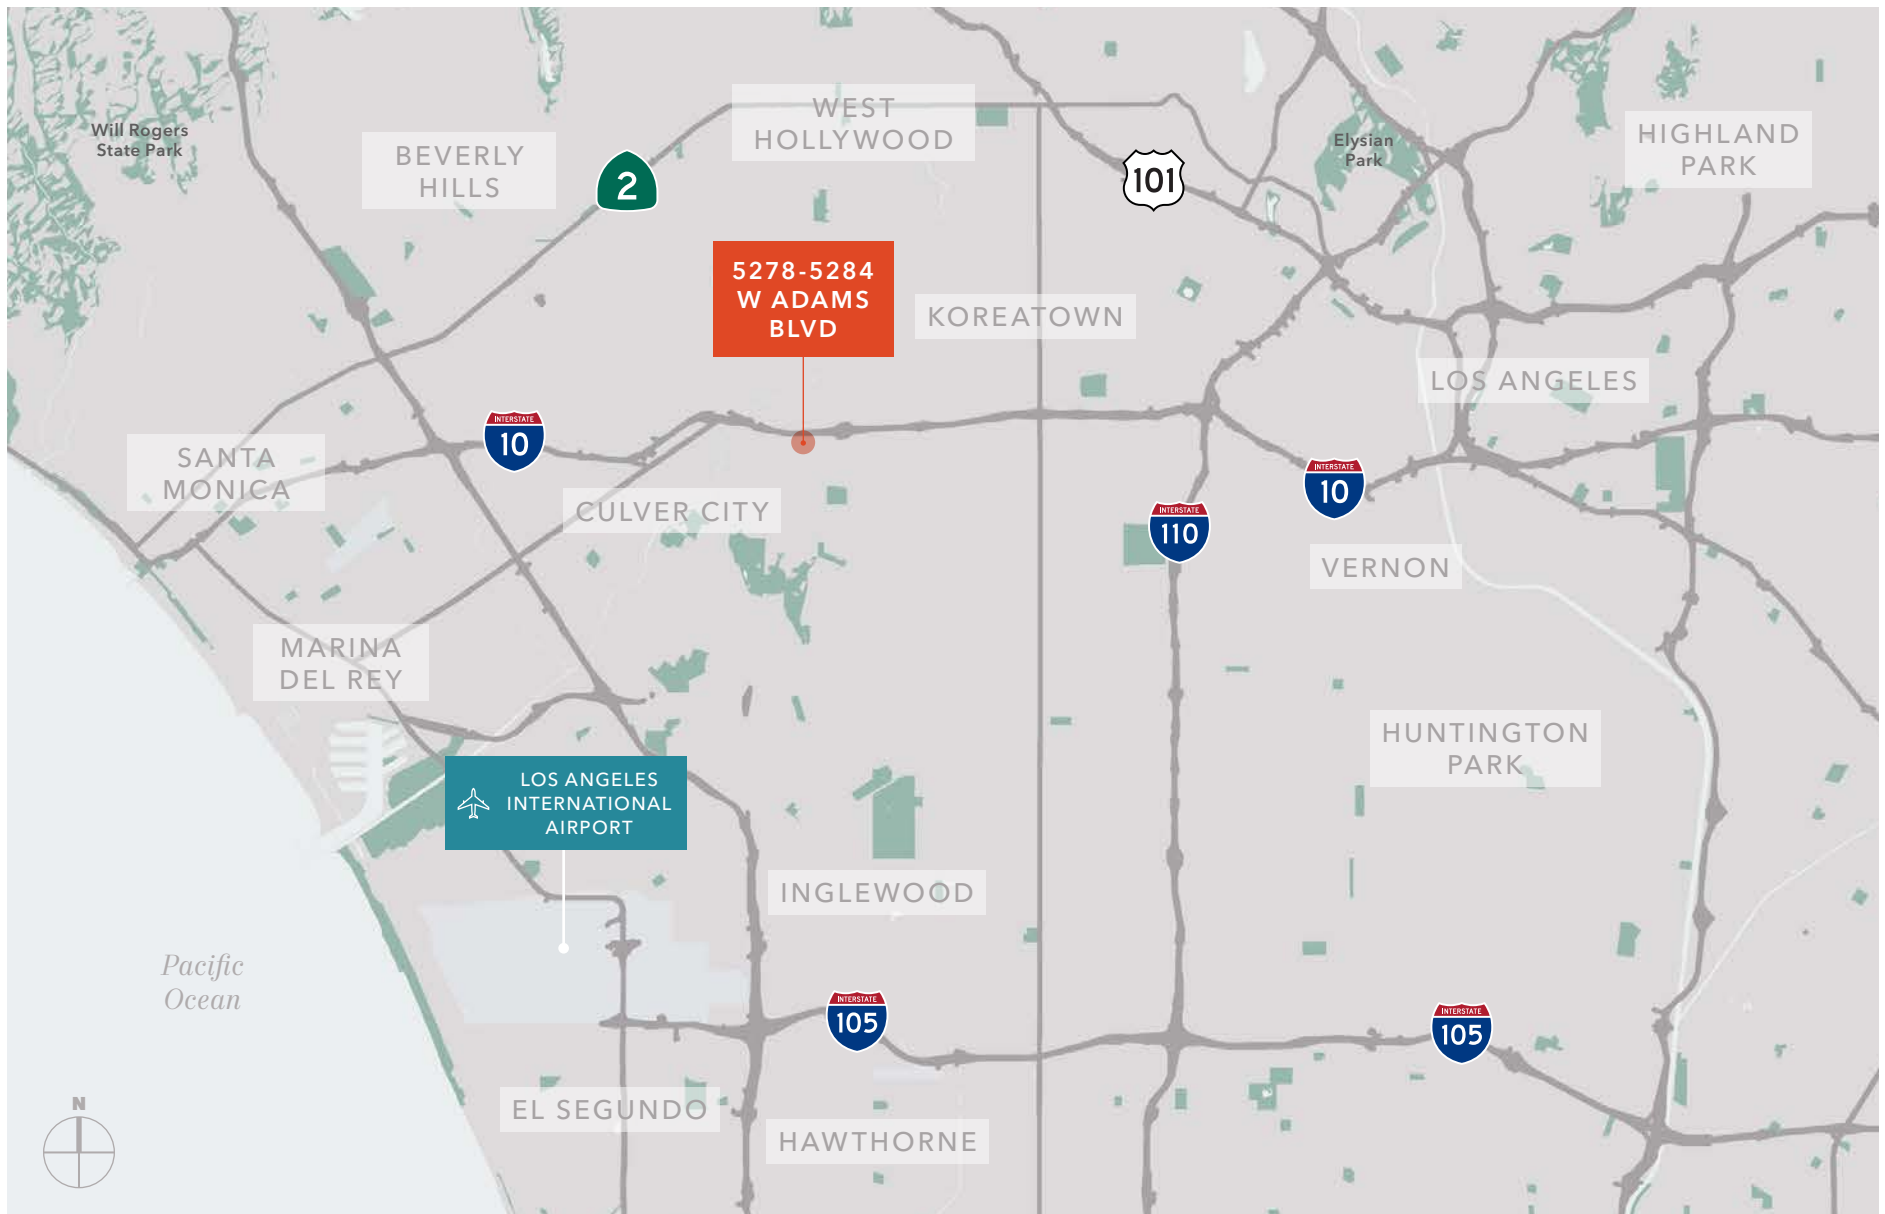 Will Rogers
State Park
BEVERLY
HILLS
2
WEST
HOLLYWOOD
101
Elysian
Park
HIGHLAND
PARK
5278-5284
W ADAMS
BLVD
KOREATOWN
LOS ANGELES
SANTA
MONICA
INTERSTATE
10
CULVER CITY
INTERSTATE
10
INTERSTATE
110
VERNON
MARINA
DEL REY
HUNTINGTON
PARK
LOS ANGELES
INTERNATIONAL
AIRPORT
INGLEWOOD
Pacific
Ocean
INTERSTATE
105
INTERSTATE
105
EL SEGUNDO
HAWTHORNE
N